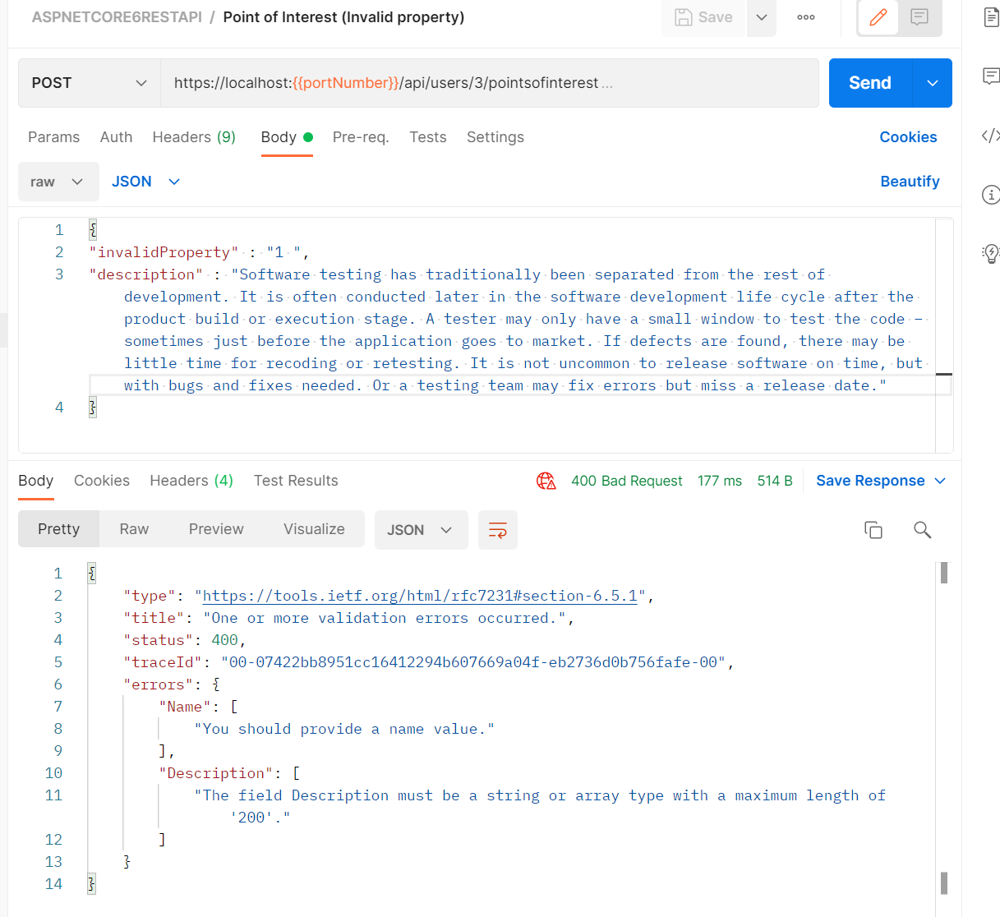 ASPNETCORE6RESTAPI / Point of Interest (Invalid property)
Save
POST
https://localhost:{{portNumber}}/api/users/3/pointsofinterest ...
Send
Params Auth Headers (9) Body Pre-req. Tests Settings
Cookies
raw JSON
Beautify
1 {
2 "invalidProperty" : "1 ",
3 "description" : "Software testing has traditionally been separated from the rest of
development. It is often conducted later in the software development life cycle after the
product build or execution stage. A tester may only have a small window to test the code –
sometimes just before the application goes to market. If defects are found, there may be
little time for recoding or retesting. It is not uncommon to release software on time, but
with bugs and fixes needed. Or a testing team may fix errors but miss a release date."
4 }
Body Cookies Headers (4) Test Results
400 Bad Request 177 ms 514 B Save Response
Pretty Raw Preview Visualize JSON
1 {
2 "type": "https://tools.ietf.org/html/rfc7231#section-6.5.1",
3 "title": "One or more validation errors occurred.",
4 "status": 400,
5 "traceId": "00-07422bb8951cc16412294b607669a04f-eb2736d0b756fafe-00",
6 "errors": {
7 "Name": [
8 "You should provide a name value."
9 ],
10 "Description": [
11 "The field Description must be a string or array type with a maximum length of
'200'."
12 ]
13 }
14 }